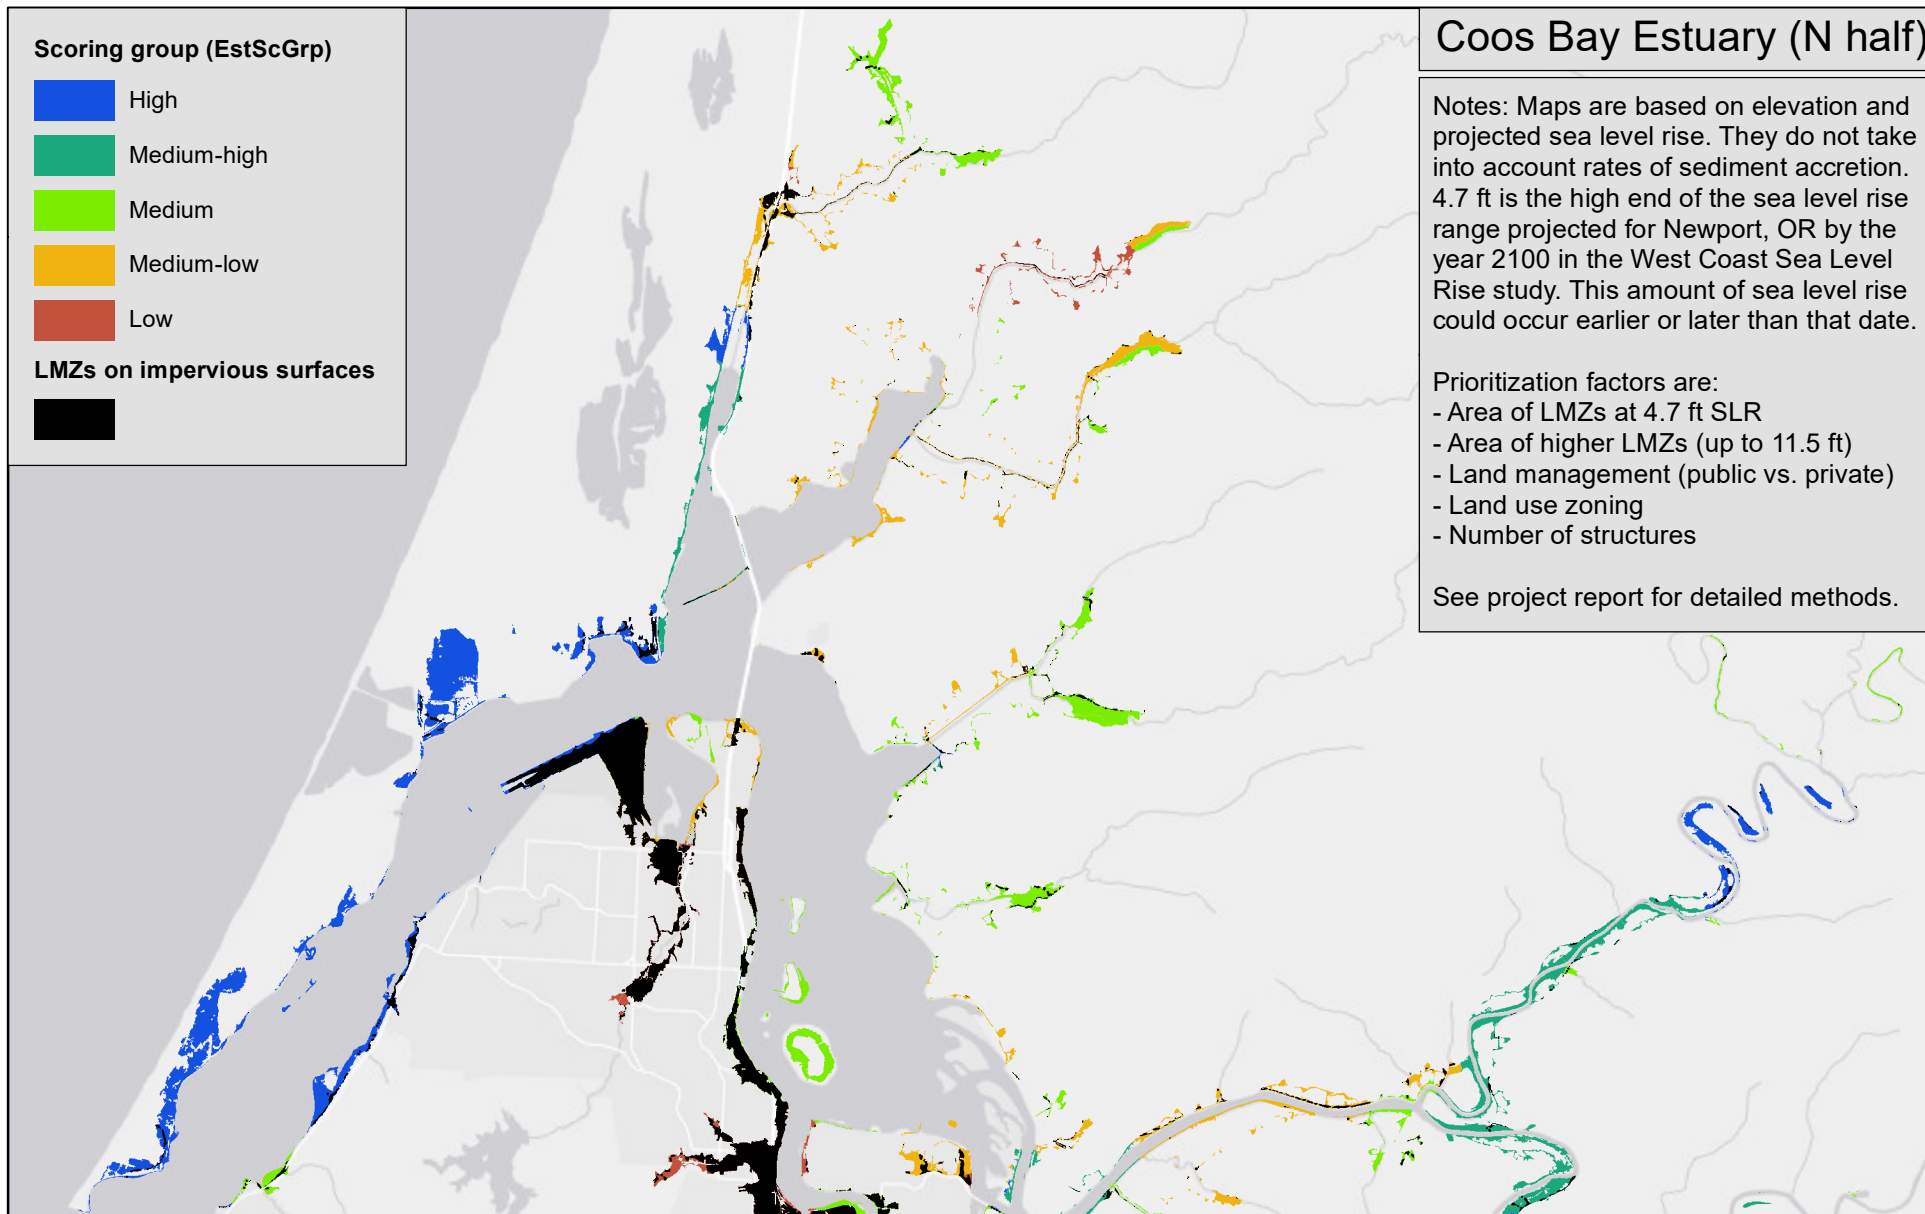 Scoring group (EstScGrp)
High
Medium-high
Medium
Medium-low
Low
LMZs on impervious surfaces
Coos Bay Estuary (N half)
Notes: Maps are based on elevation and
projected sea level rise. They do not take
into account rates of sediment accretion.
4.7 ft is the high end of the sea level rise
range projected for Newport, OR by the
year 2100 in the West Coast Sea Level
Rise study. This amount of sea level rise
could occur earlier or later than that date.
Prioritization factors are:
- Area of LMZs at 4.7 ft SLR
- Area of higher LMZs (up to 11.5 ft)
- Land management (public vs. private)
- Land use zoning
- Number of structures
See project report for detailed methods.